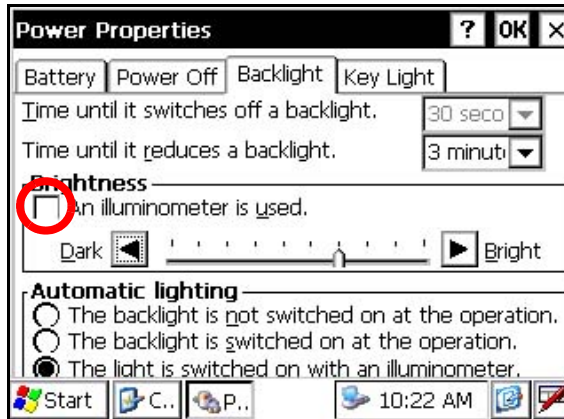 Power Properties ? OK ×
Battery Power Off Backlight Key Light
Time until it switches off a backlight. 30 seco
Time until it reduces a backlight. 3 minut
Brightness
An illuminometer is used.
Dark Bright
Automatic lighting
The backlight is not switched on at the operation.
The backlight is switched on at the operation.
The light is switched on with an illuminometer.
Start C.. P.. 10:22 AM